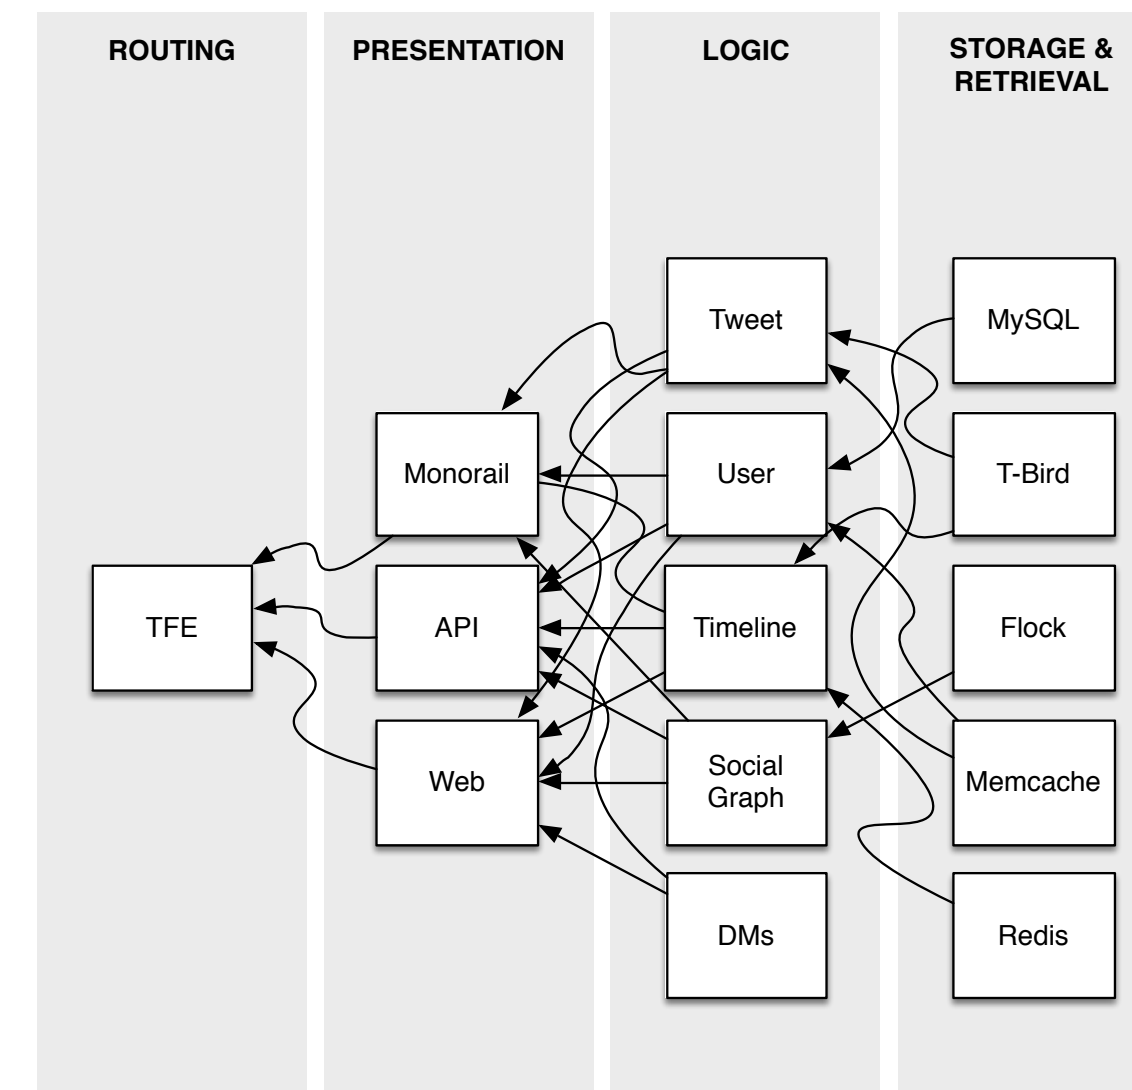 ROUTING
PRESENTATION
LOGIC
STORAGE &
RETRIEVAL
Tweet
MySQL
Monorail
User
T-Bird
TFE
API
Timeline
Flock
Web
Social
Graph
Memcache
DMs
Redis